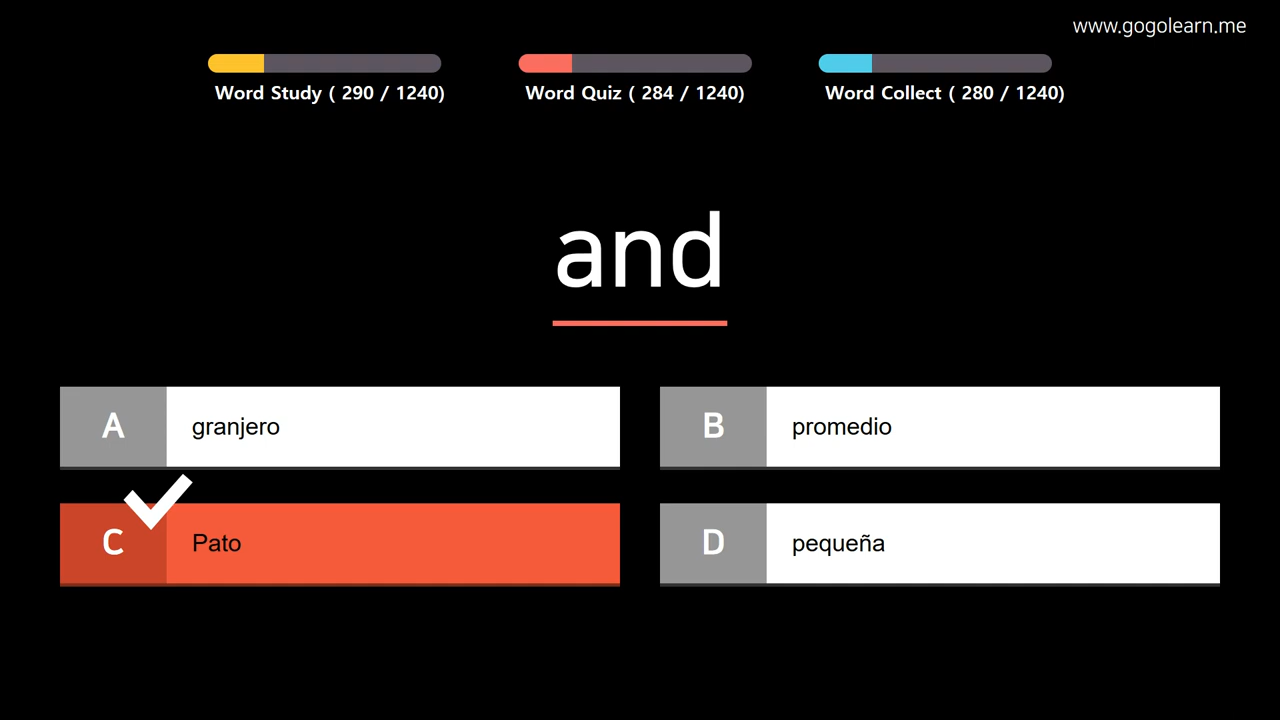 www.gogolearn.me
Word Study ( 290 / 1240)
Word Quiz ( 284 / 1240)
Word Collect ( 280 / 1240)
and
A granjero
B promedio
C Pato
D pequeña